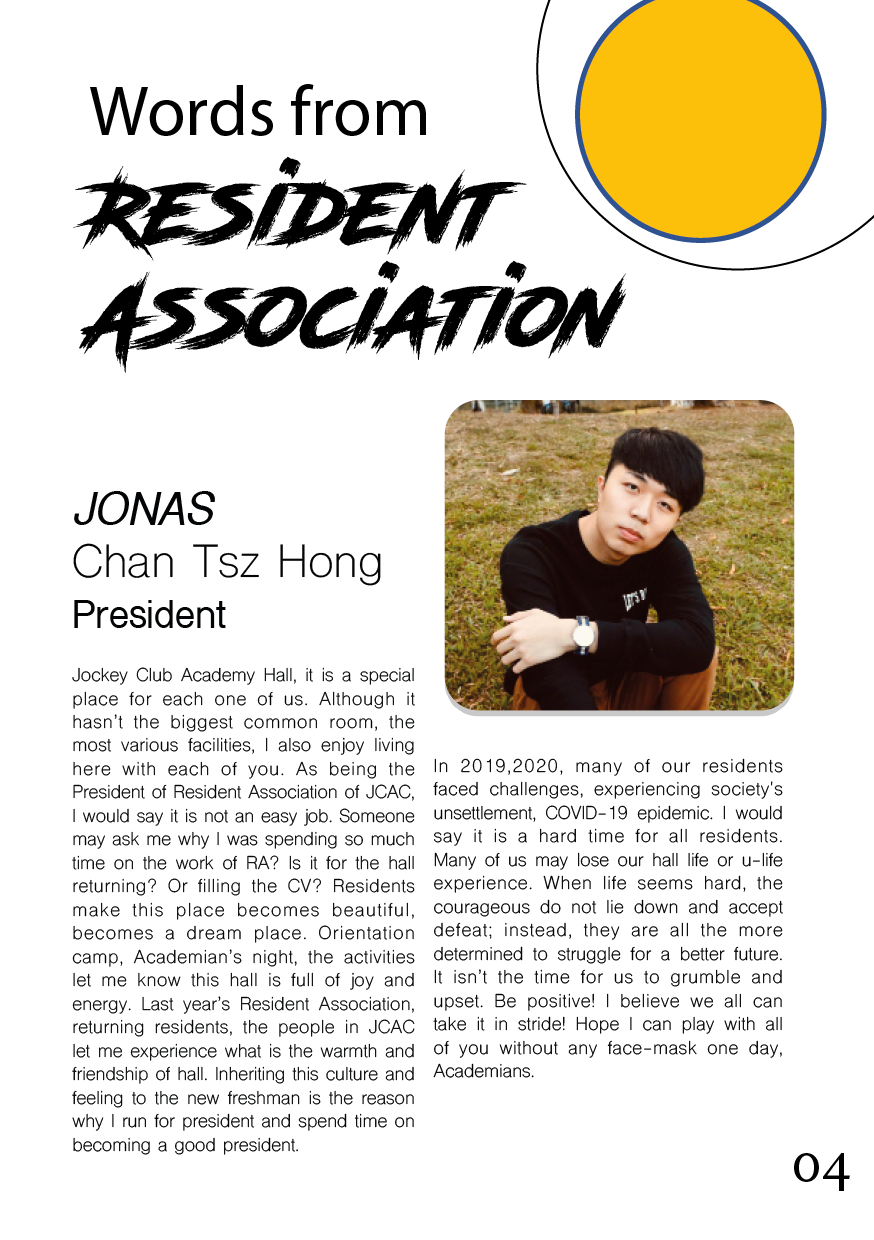 Words from
RESIDENT
ASSOCIATION
JONAS
Chan Tsz Hong
President
Jockey Club Academy Hall, it is a special
place for each one of us. Although it
hasn't the biggest common room, the
most various facilities, I also enjoy living
here with each of you. As being the
President of Resident Association of JCAC,
I would say it is not an easy job. Someone
may ask me why I was spending so much
time on the work of RA? Is it for the hall
returning? Or filling the CV? Residents
make this place becomes beautiful,
becomes a dream place. Orientation
camp, Academian's night, the activities
let me know this hall is full of joy and
energy. Last year's Resident Association,
returning residents, the people in JCAC
let me experience what is the warmth and
friendship of hall. Inheriting this culture and
feeling to the new freshman is the reason
why I run for president and spend time on
becoming a good president.
LET'S
In 2019,2020, many of our residents
faced challenges, experiencing society's
unsettlement, COVID-19 epidemic. I would
say it is a hard time for all residents.
Many of us may lose our hall life or u-life
experience. When life seems hard, the
courageous do not lie down and accept
defeat; instead, they are all the more
determined to struggle for a better future.
It isn't the time for us to grumble and
upset. Be positive! I believe we all can
take it in stride! Hope I can play with all
of you without any face-mask one day,
Academians.
04